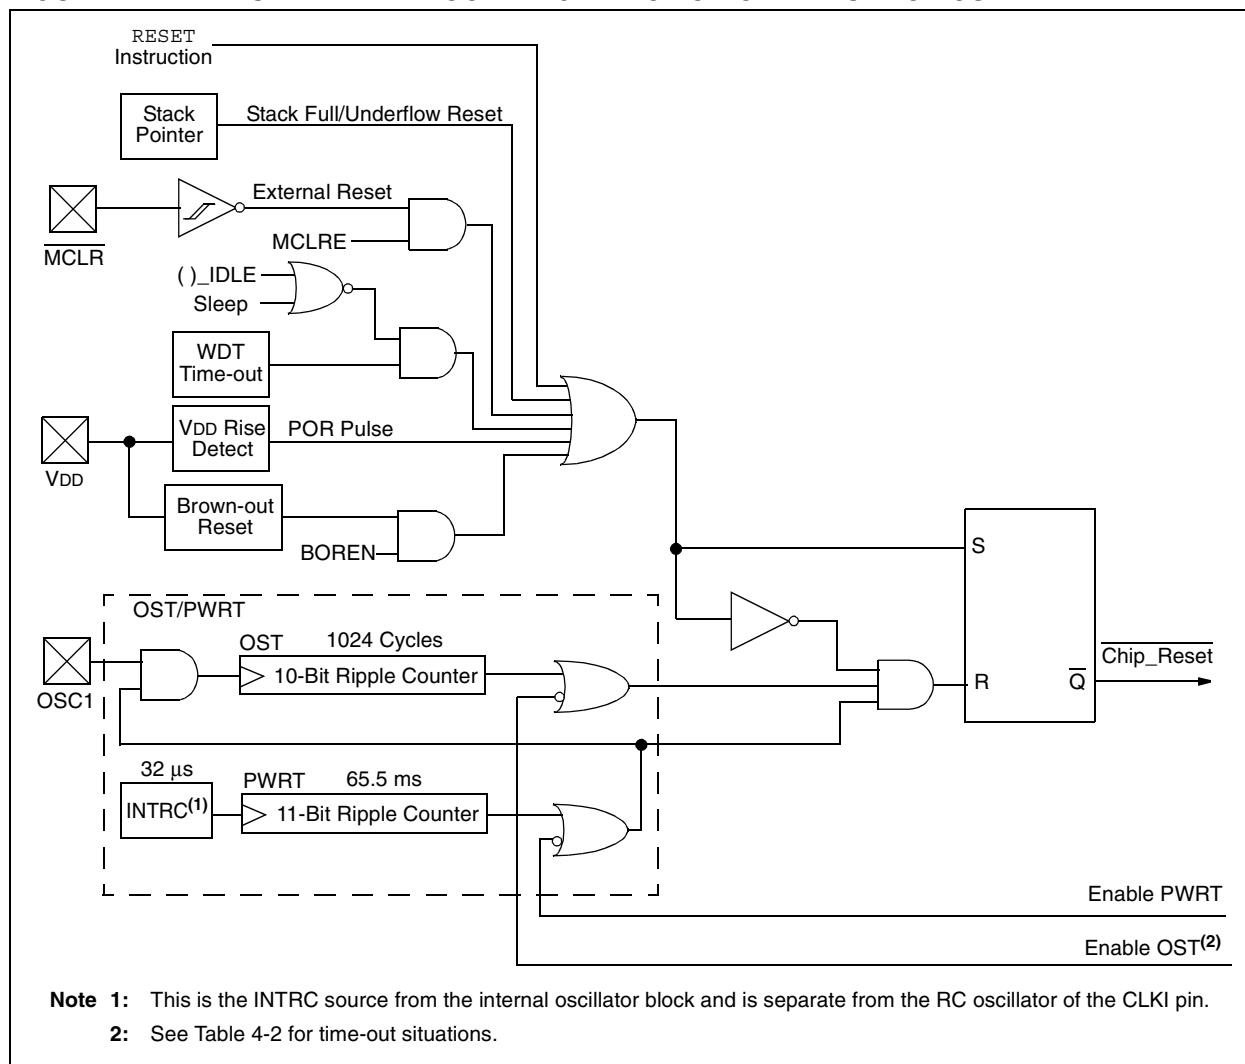 RESET
Instruction
Stack
Pointer
Stack Full/Underflow Reset
External Reset
MCLR
MCLRE
( )_IDLE
Sleep
WDT
Time-out
VDD Rise
Detect
POR Pulse
VDD
Brown-out
Reset
BOREN
S
OST/PWRT
OST
1024 Cycles
10-Bit Ripple Counter
OSC1
Chip_Reset
R
Q
32 μs
PWRT
65.5 ms
INTRC(1)
11-Bit Ripple Counter
Enable PWRT
Enable OST(2)
Note 1: This is the INTRC source from the internal oscillator block and is separate from the RC oscillator of the CLKI pin.
2: See Table 4-2 for time-out situations.